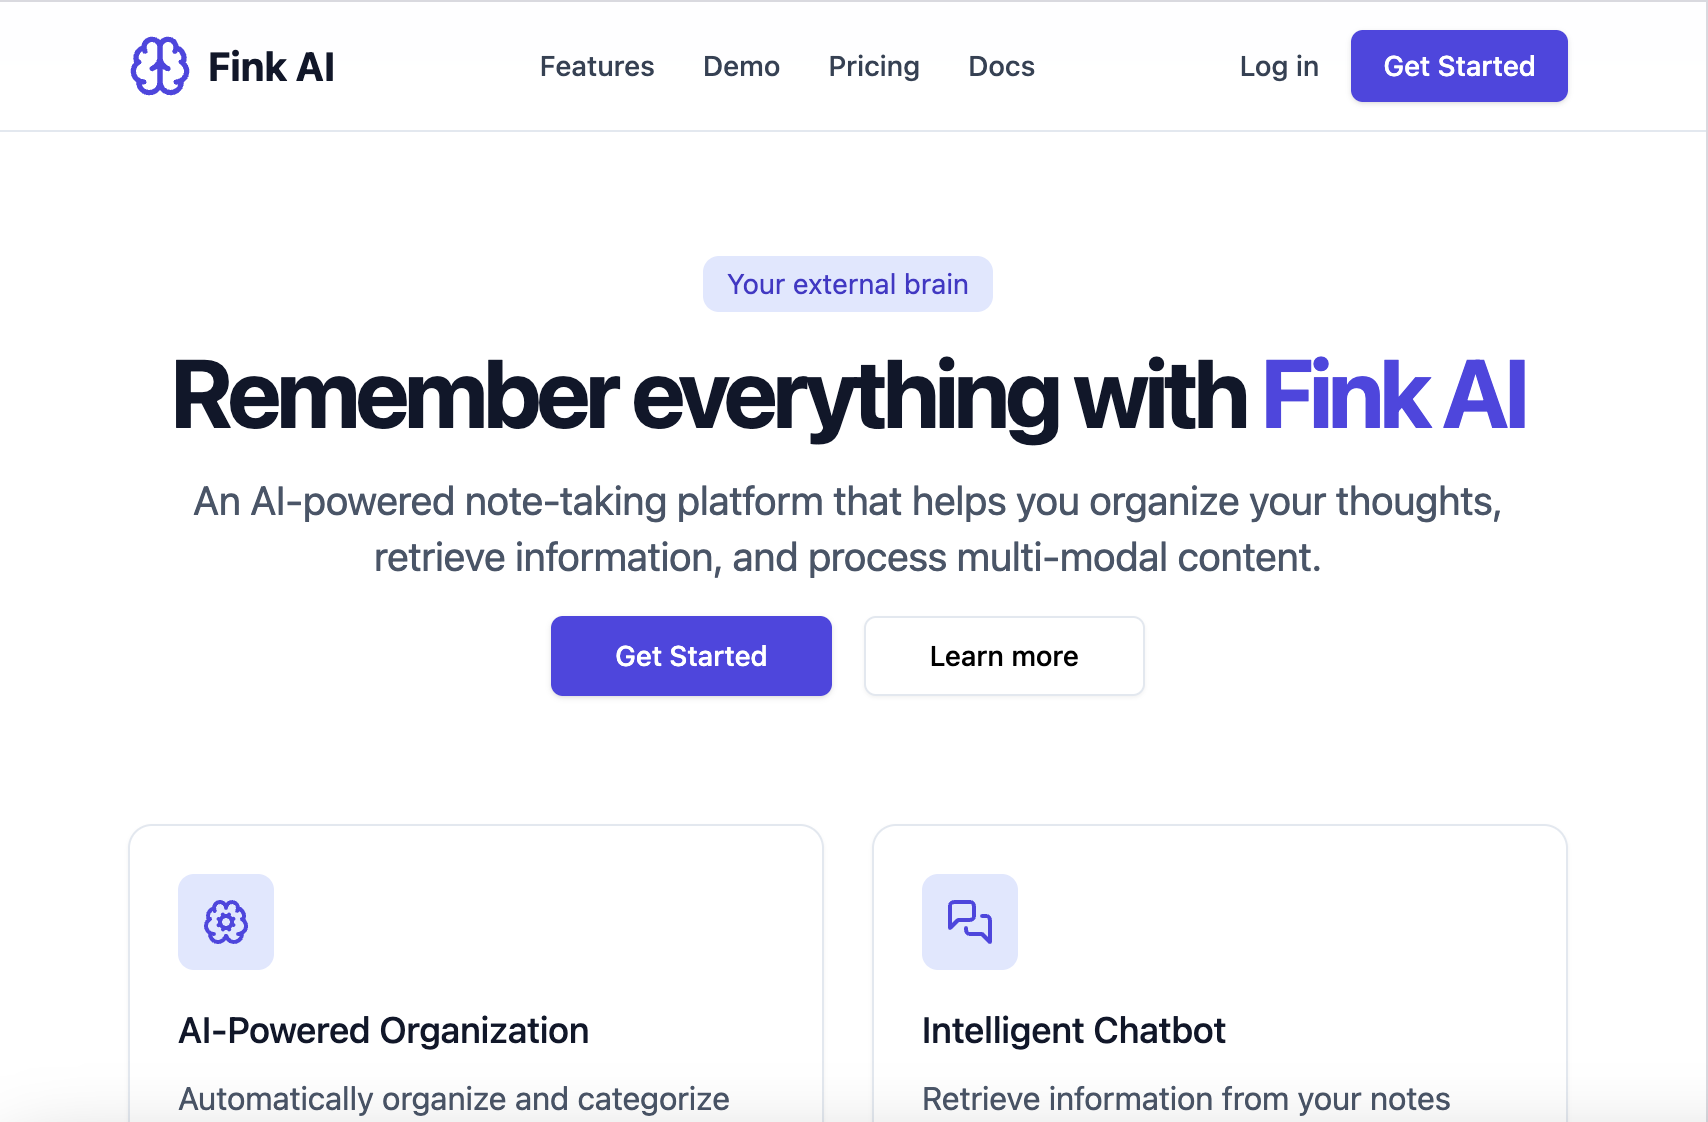 Fink AI
Features
Demo
Pricing
Docs
Log in
Get Started
Your external brain
Remember everything with Fink AI
An AI-powered note-taking platform that helps you organize your thoughts,
retrieve information, and process multi-modal content.
Get Started
Learn more
AI-Powered Organization
Automatically organize and categorize
Intelligent Chatbot
Retrieve information from your notes